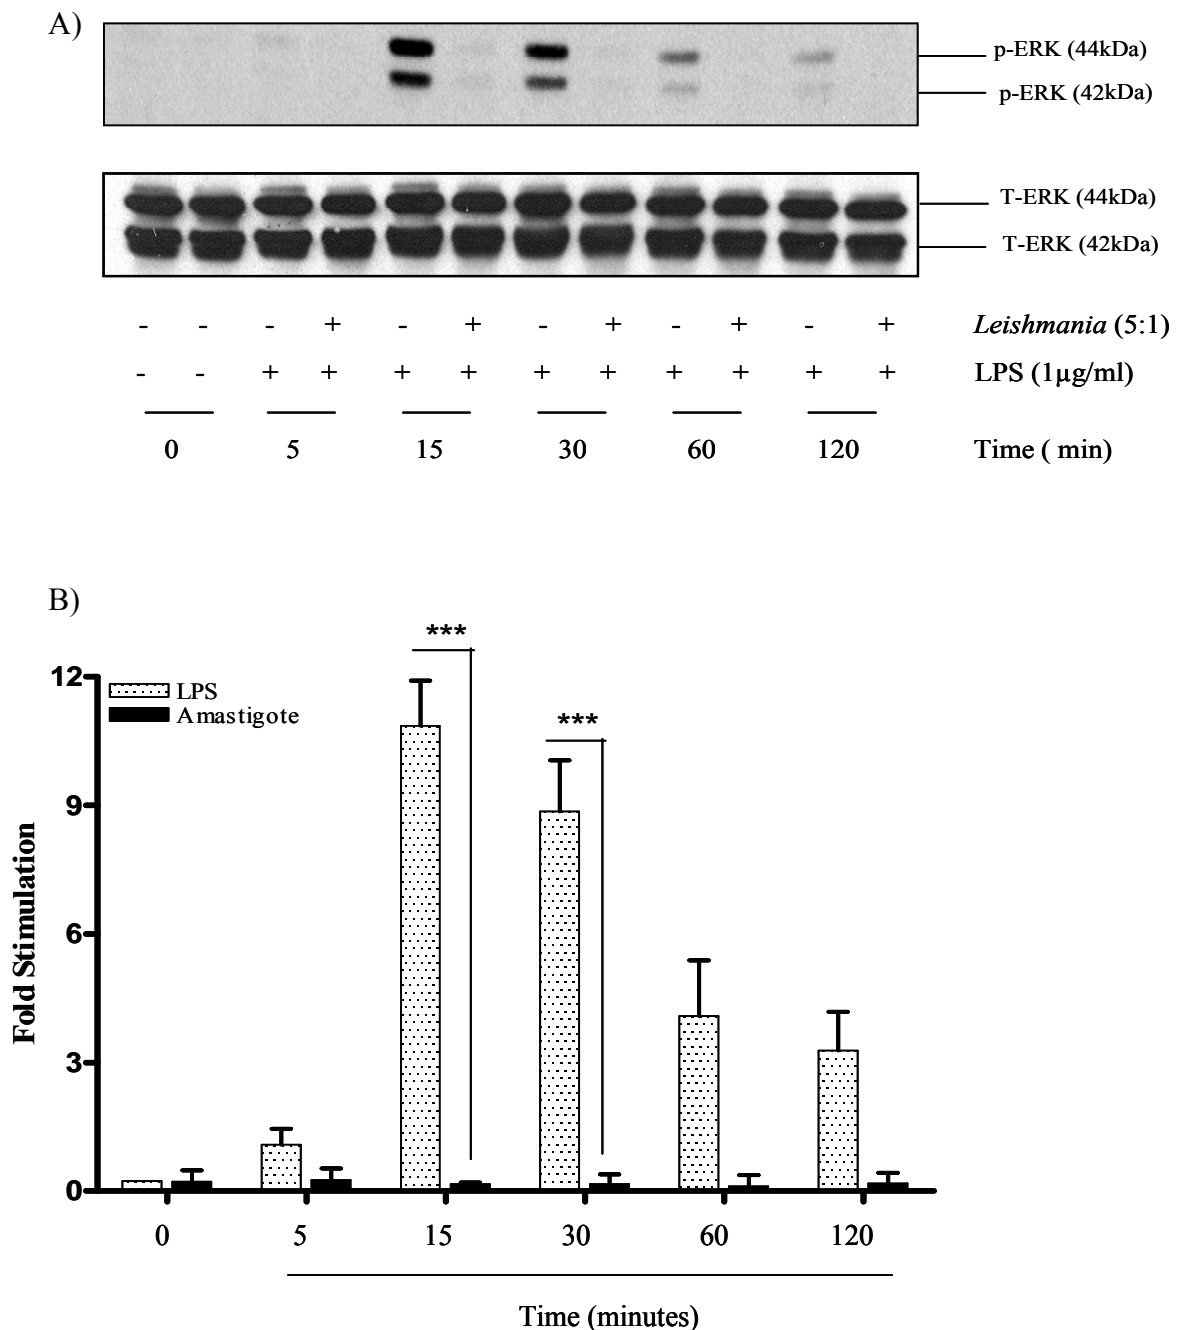 A)
p-ERK (44kDa)
p-ERK (42kDa)
T-ERK (44kDa)
T-ERK (42kDa)
- - - + - + - + - + - + Leishmania (5:1)
- - + + + + + + + + + + LPS (1µg/ml)
0 5 15 30 60 120 Time ( min)
B)
***
12
LPS
Amastigote
***
9
6
3
0
Fold Stimulation
0 5 15 30 60 120
Time (minutes)